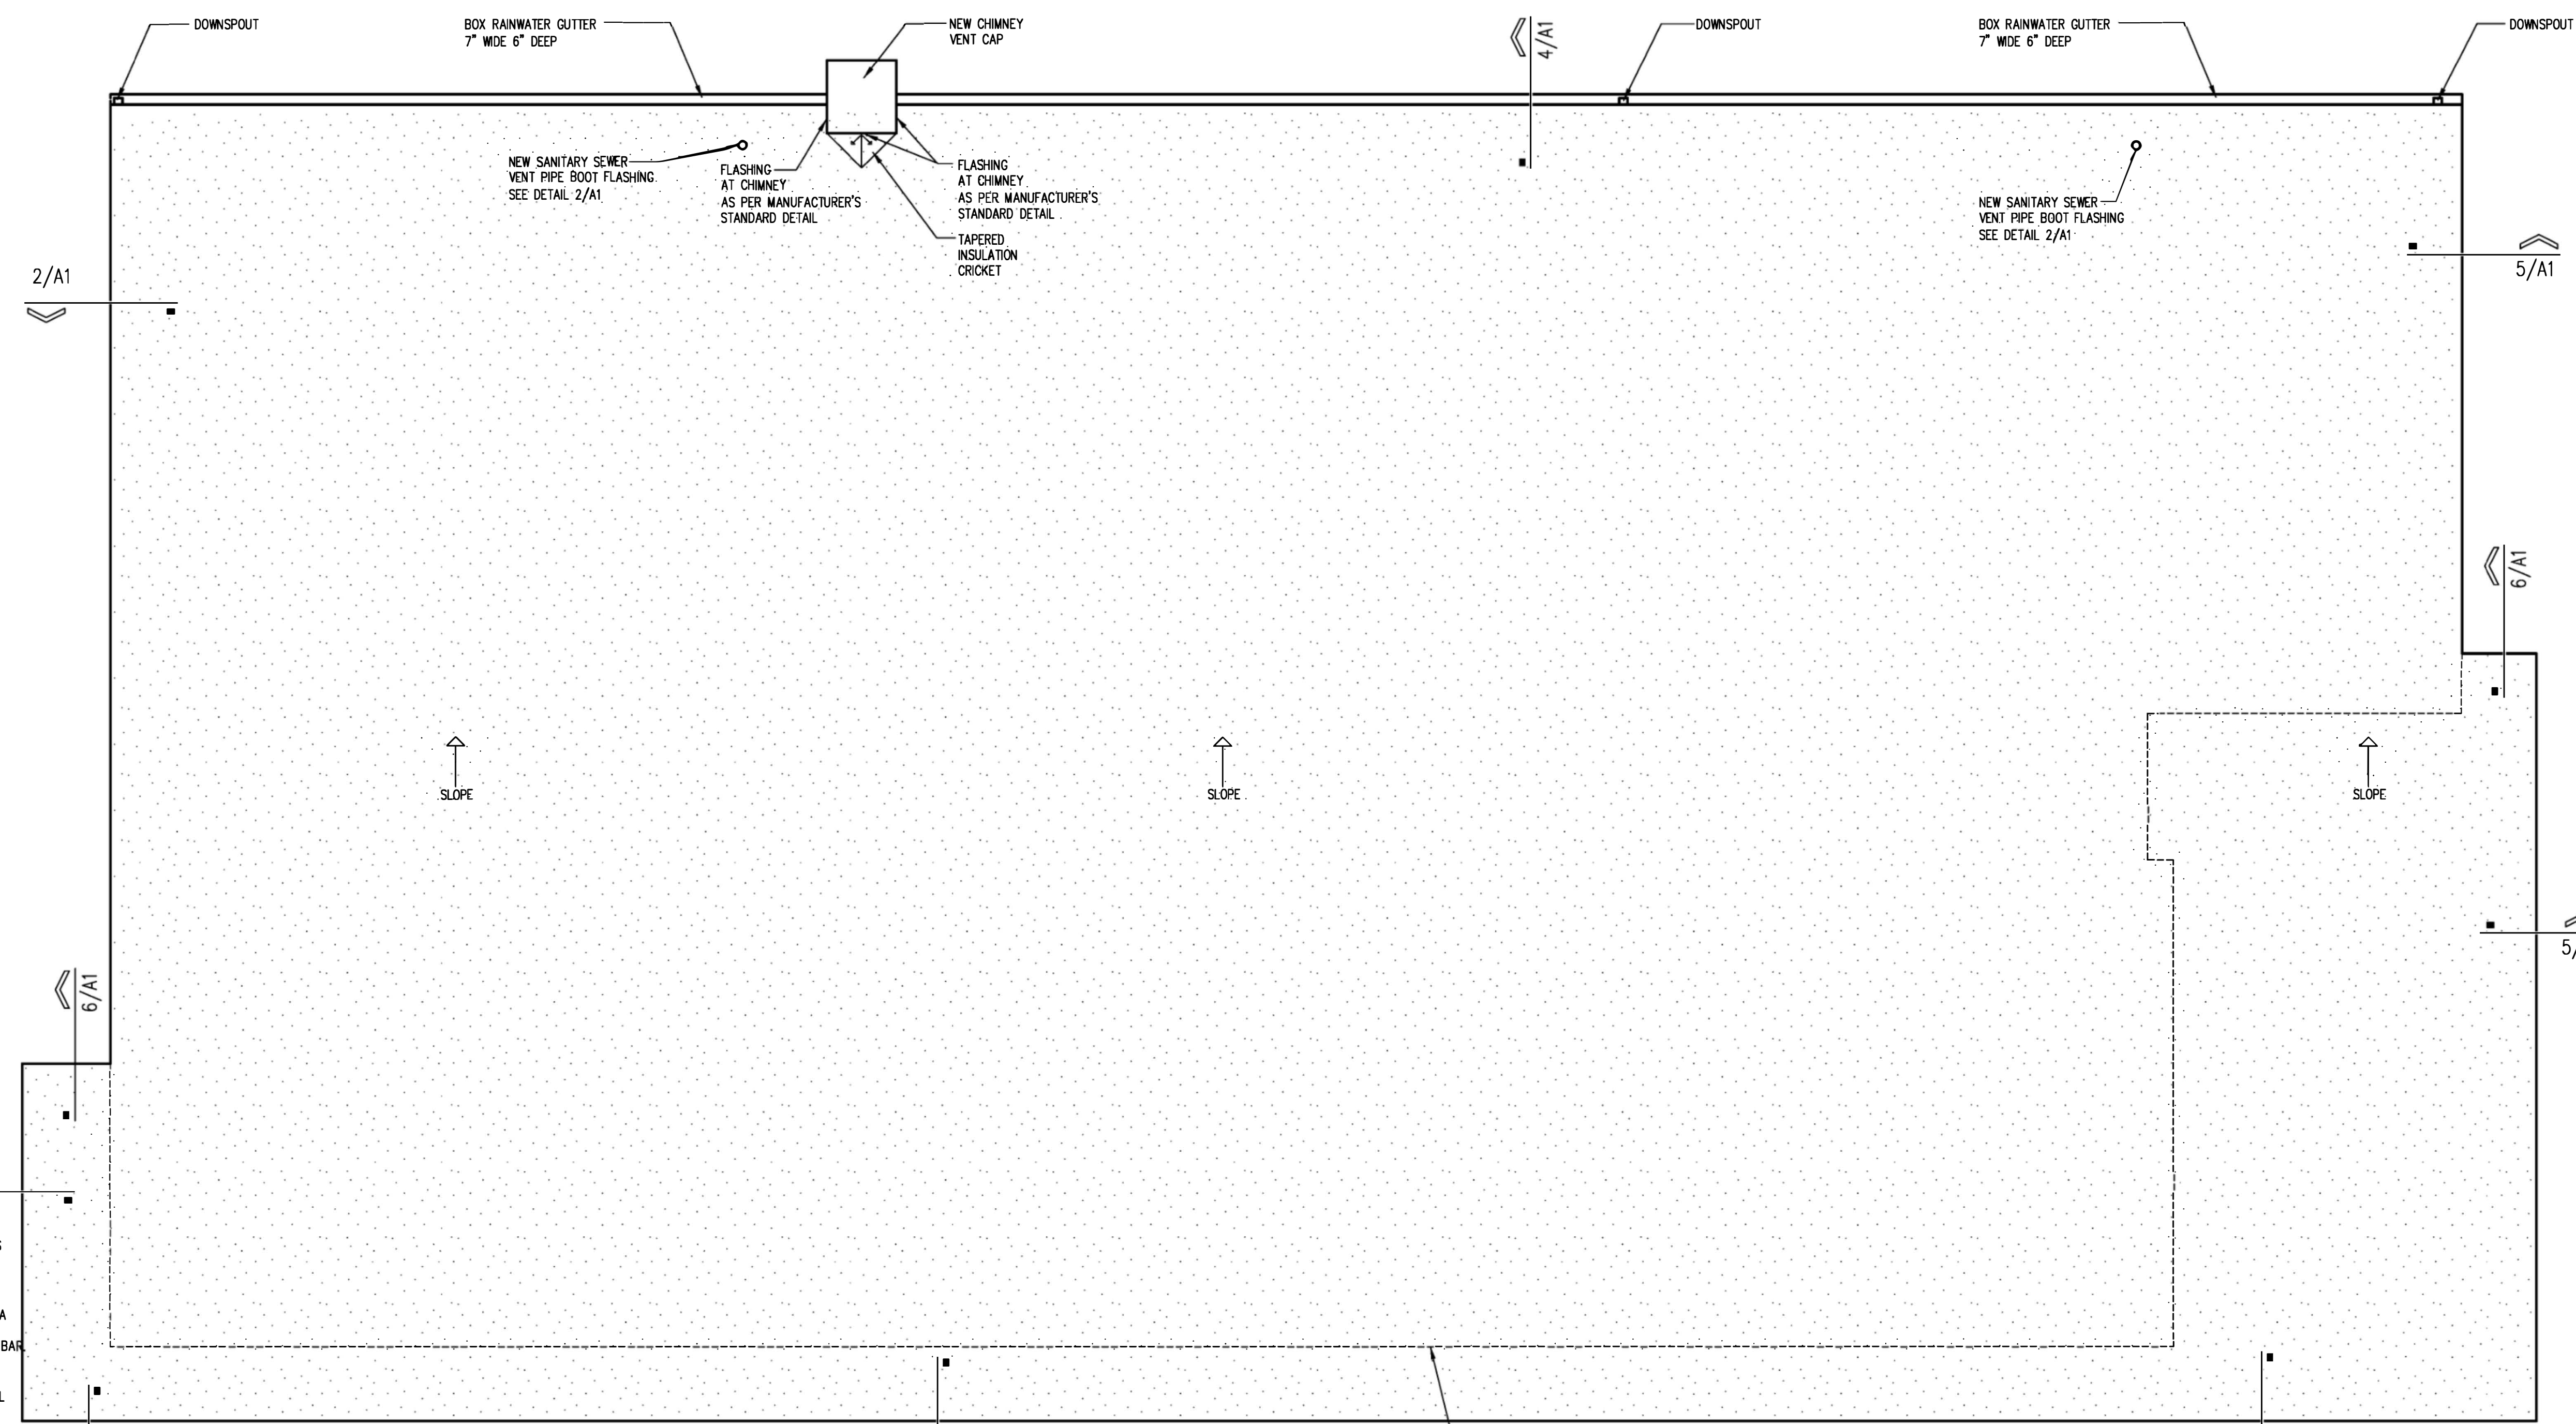 DOWNSPOUT
BOX RAINWATER GUTTER
7" WIDE 6" DEEP
NEW CHIMNEY
VENT CAP
4/A1
DOWNSPOUT
BOX RAINWATER GUTTER
7" WIDE 6" DEEP
DOWNSPOUT
NEW SANITARY SEWER
VENT PIPE BOOT FLASHING
SEE DETAIL 2/A1
FLASHING
AT CHIMNEY
AS PER MANUFACTURER'S
STANDARD DETAIL
FLASHING
AT CHIMNEY
AS PER MANUFACTURER'S
STANDARD DETAIL
TAPERED
INSULATION
CRICKET
NEW SANITARY SEWER
VENT PIPE BOOT FLASHING
SEE DETAIL 2/A1
2/A1
5/A1
6/A1
SLOPE
SLOPE
SLOPE
5/
6/A1
S
A
BAR
L